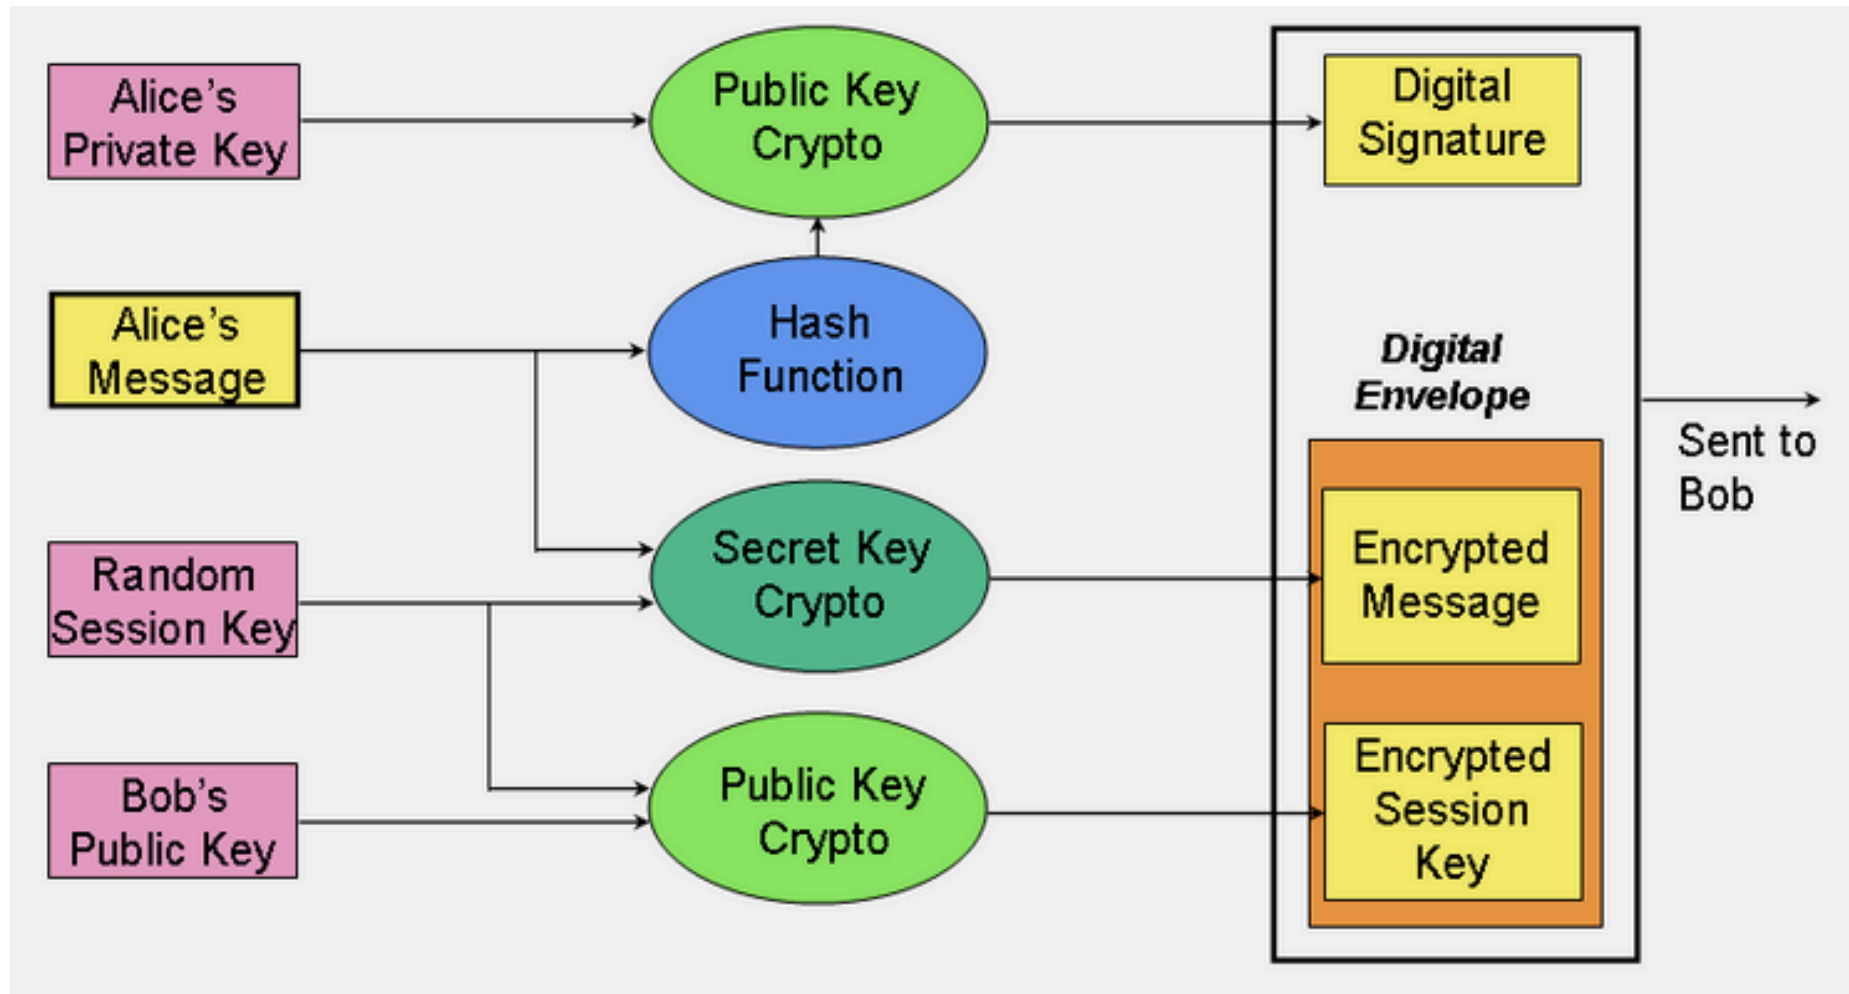 Alice's
Private Key
Public Key
Crypto
Digital
Signature
Alice's
Message
Hash
Function
Digital
Envelope
Sent to
Bob
Random
Session Key
Secret Key
Crypto
Encrypted
Message
Bob's
Public Key
Public Key
Crypto
Encrypted
Session
Key